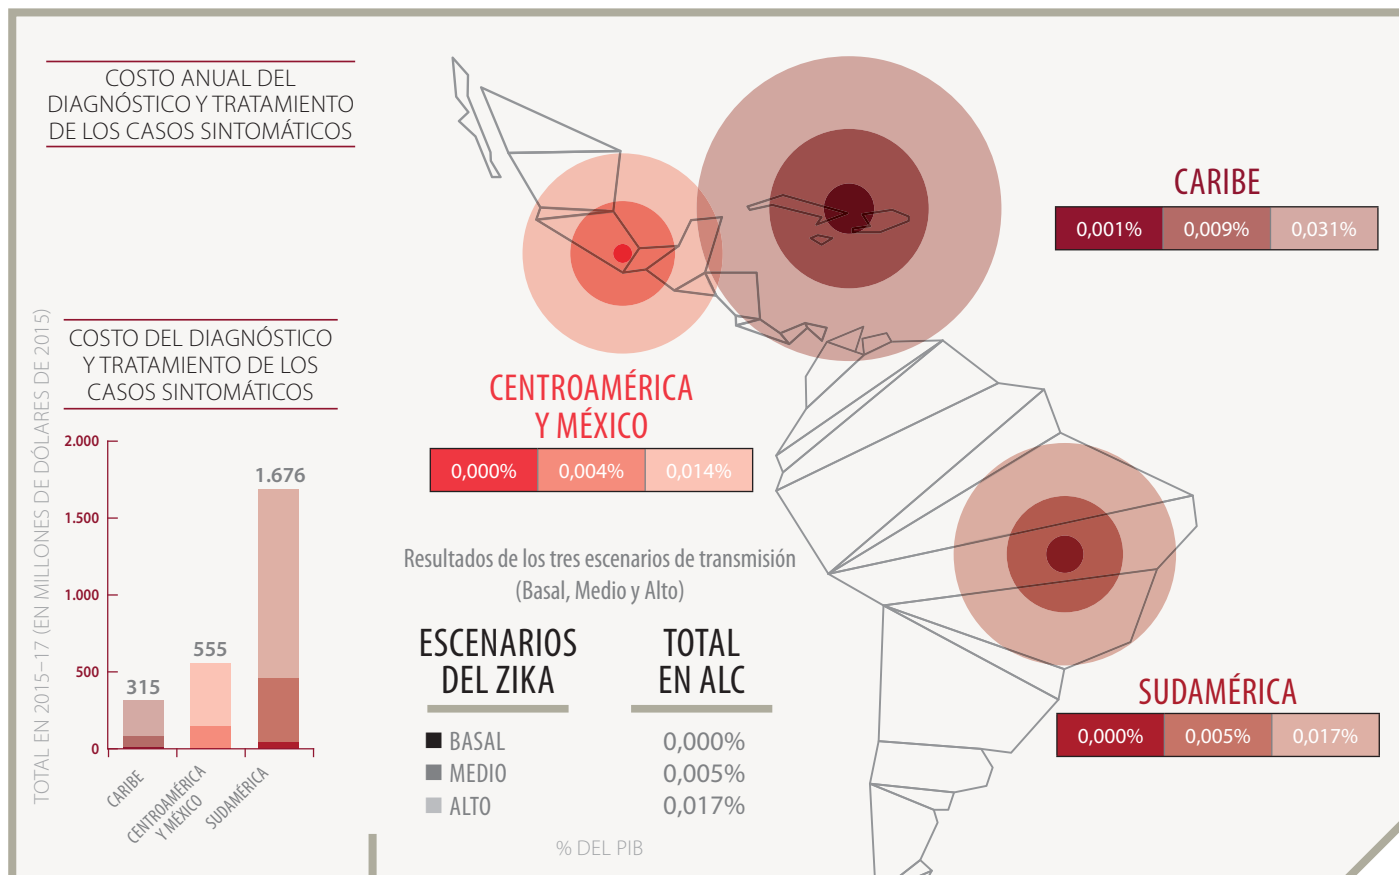 COSTO ANUAL DEL
DIAGNÓSTICO Y TRATAMIENTO
DE LOS CASOS SINTOMÁTICOS
CARIBE
0,001% 0,009% 0,031%
CENTROAMÉRICA
Y MÉXICO
0,000% 0,004% 0,014%
SUDAMÉRICA
0,000% 0,005% 0,017%
COSTO DEL DIAGNÓSTICO
Y TRATAMIENTO DE LOS
CASOS SINTOMÁTICOS
TOTAL EN 2015–17 (EN MILLONES DE DÓLARES DE 2015)
2.000
1.500
1.000
500
0
315
555
1.676
CARIBE
CENTROAMÉRICA
Y MÉXICO
SUDAMÉRICA
Resultados de los tres escenarios de transmisión
(Basal, Medio y Alto)
ESCENARIOS
DEL ZIKA
TOTAL
EN ALC
BASAL 0,000%
MEDIO 0,005%
ALTO 0,017%
% DEL PIB